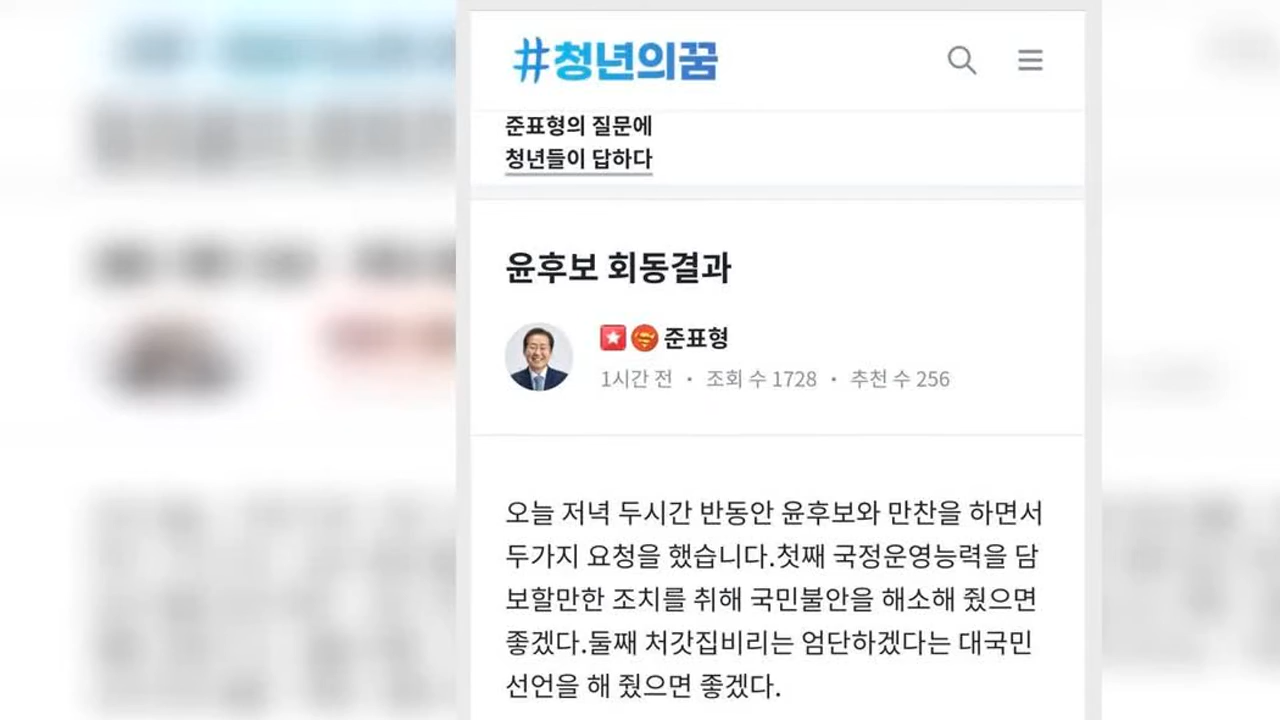 #청년의꿈
준표형의 질문에
청년들이 답하다
윤후보 회동결과
준표형
1시간 전 · 조회 수 1728 · 추천 수 256
오늘 저녁 두시간 반동안 윤후보와 만찬을 하면서
두가지 요청을 했습니다.첫째 국정운영능력을 담
보할만한 조치를 취해 국민불안을 해소해 줬으면
좋겠다.둘째 처갓집비리는 엄단하겠다는 대국민
선언을 해 줬으면 좋겠다.